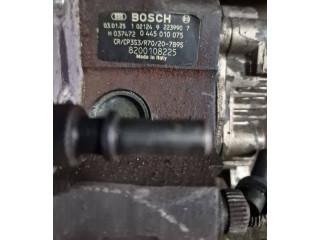 BOSCH
03.01.25 1 02124 9 223990 7
H 037472 0 445 010 075
CR/CP3S3/R70/20-789S
8200108225
Made in Italy